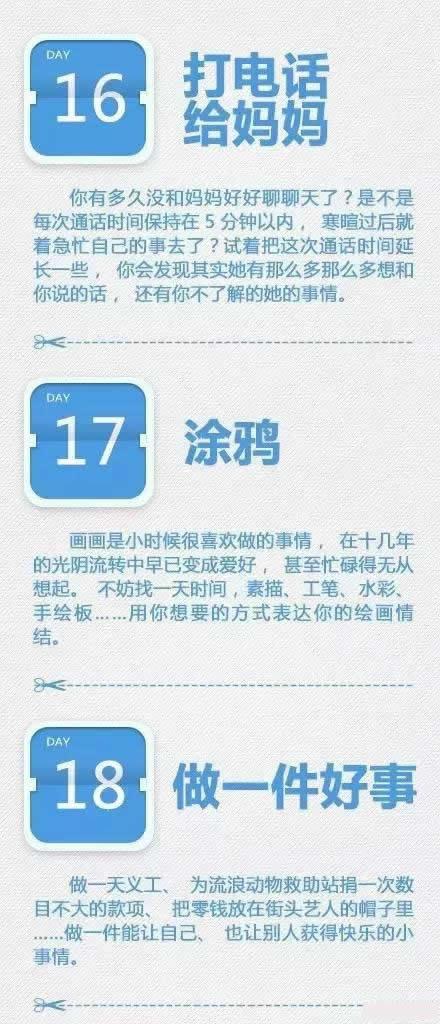 DAY
16
打电话
给妈妈
你有多久没和妈妈好好聊聊天了？是不是
每次通话时间保持在 5 分钟以内， 寒暄过后就
着急忙自己的事去了？试着把这次通话时间延
长一些， 你会发现其实她有那么多那么多想和
你说的话， 还有你不了解的她的事情。
DAY
17
涂鸦
画画是小时候很喜欢做的事情， 在十几年
的光阴流转中早已变成爱好， 甚至忙碌得无从
想起。 不妨找一天时间，素描、工笔、水彩、
手绘板……用你想要的方式表达你的绘画情
结。
DAY
18
做一件好事
做一天义工、 为流浪动物救助站捐一次数
目不大的款项、 把零钱放在街头艺人的帽子里
……做一件能让自己、 也让别人获得快乐的小
事情。